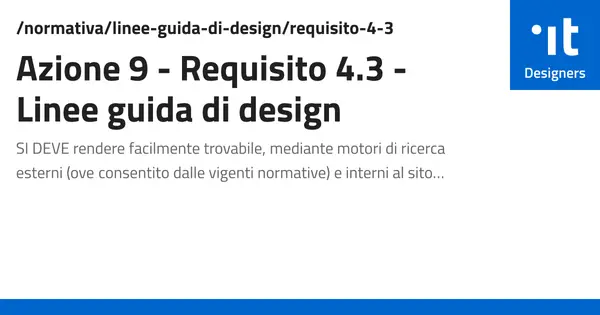 /normativa/linee-guida-di-design/requisito-4-3
Azione 9 - Requisito 4.3 -
Linee guida di design
SI DEVE rendere facilmente trovabile, mediante motori di ricerca
esterni (ove consentito dalle vigenti normative) e interni al sito...
it
Designers